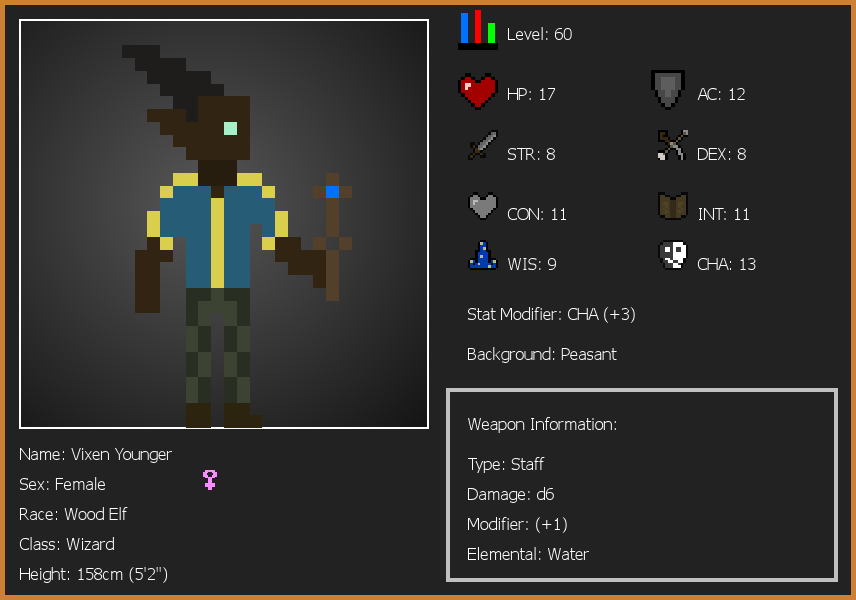 Level: 60
HP: 17
AC: 12
STR: 8
DEX: 8
CON: 11
INT: 11
WIS: 9
CHA: 13
Stat Modifier: CHA (+3)
Background: Peasant
Weapon Information:
Type: Staff
Damage: d6
Modifier: (+1)
Elemental: Water
Name: Vixen Younger
Sex: Female
Race: Wood Elf
Class: Wizard
Height: 158cm (5'2")